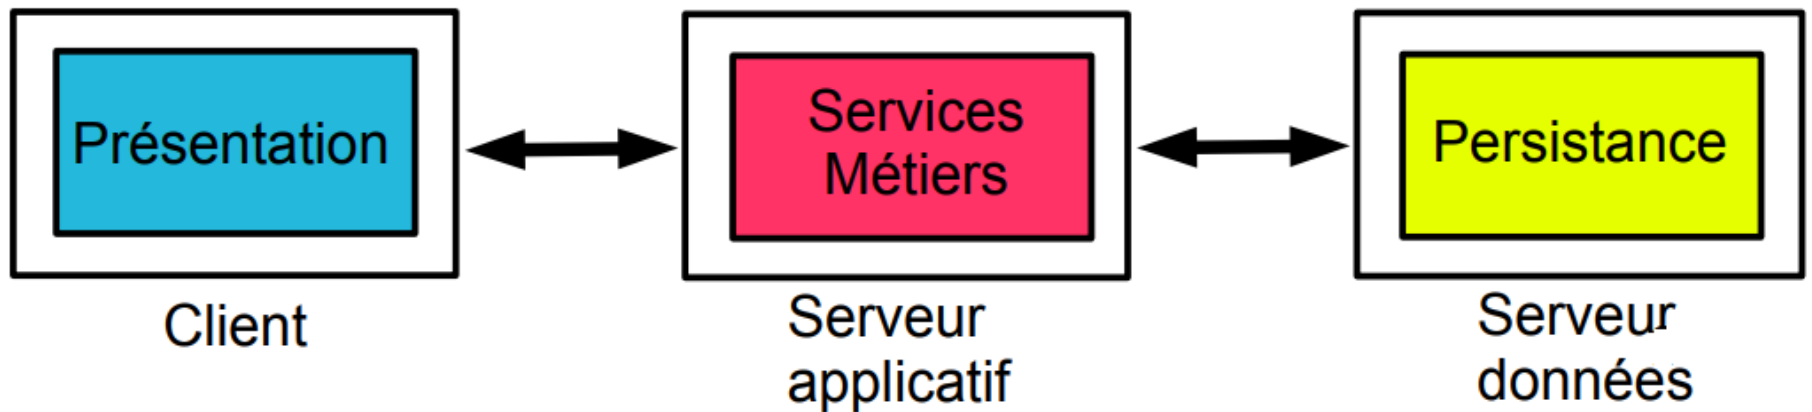 Présentation
Services
Métiers
Persistance
Client
Serveur
applicatif
Serveur
données